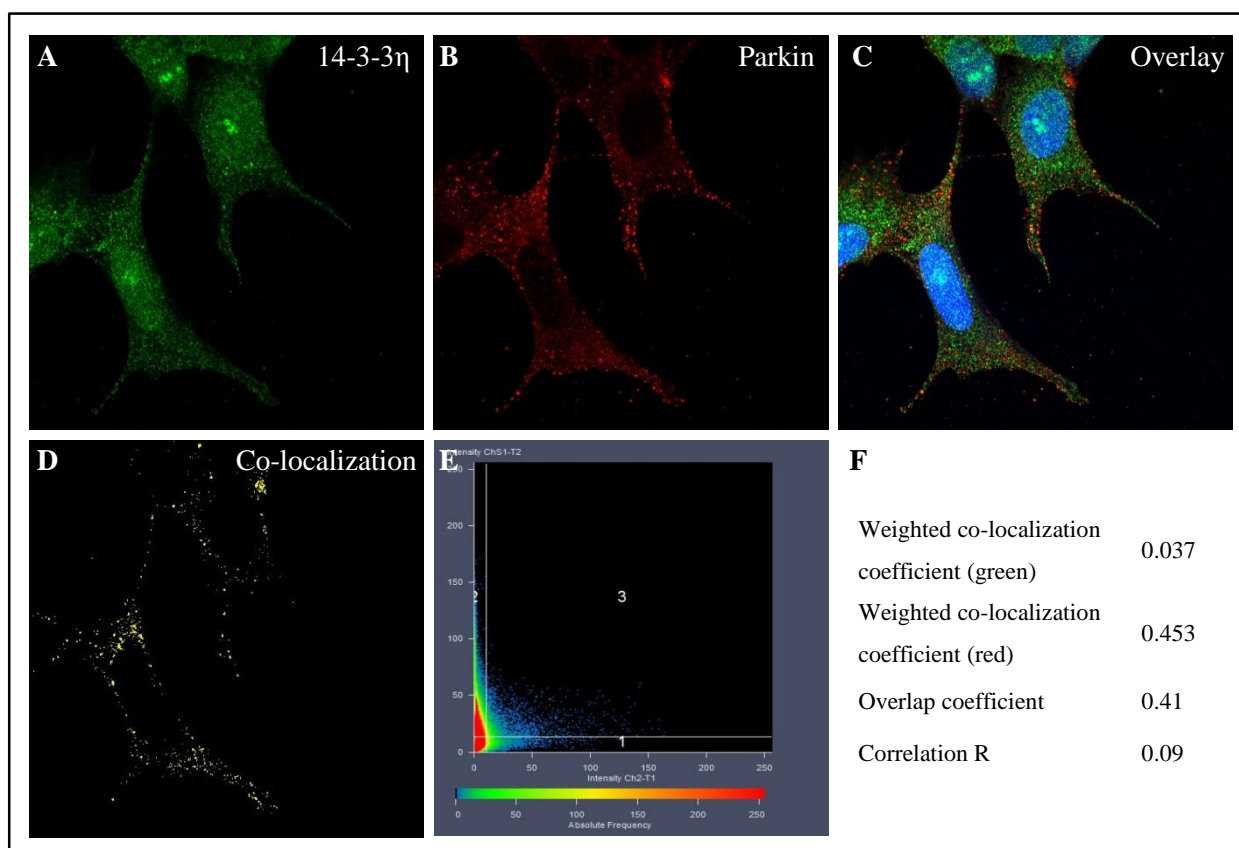 A 14-3-3η
B Parkin
C Overlay
D Co-localization
E
Intensity ChS1-T2
250
200
150
2
3
100
50
1
0
0 50 100 150 200 250
Intensity Ch2-T1
0 50 100 150 200 250
Absolute Frequency
F
Weighted co-localization
coefficient (green)
0.037
Weighted co-localization
coefficient (red)
0.453
Overlap coefficient 0.41
Correlation R 0.09